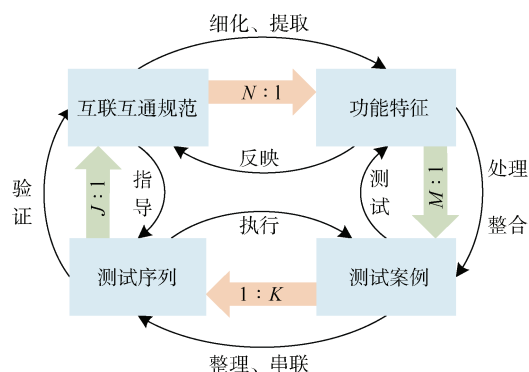 细化、提取
互联互通规范
N:1
功能特征
反映
验证
J:1
指导
测试
M:1
处理
整合
执行
测试序列
1:K
测试案例
整理、串联